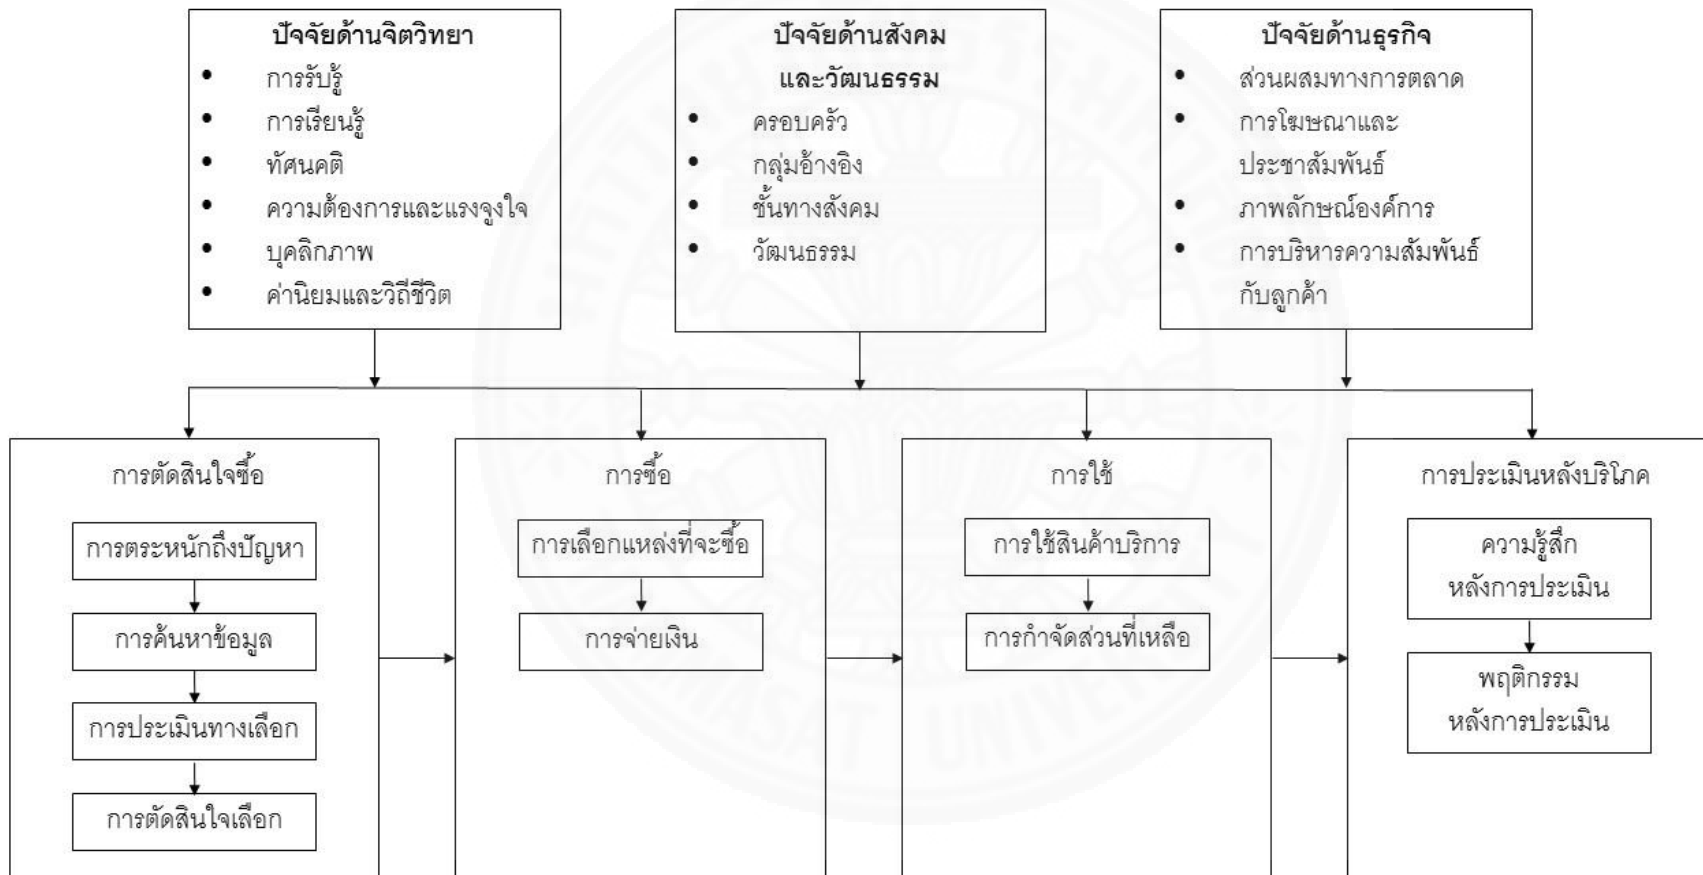 ปัจจัยด้านจิตวิทยา
• การรับรู้
• การเรียนรู้
• ทัศนคติ
• ความต้องการและแรงจูงใจ
• บุคลิกภาพ
• ค่านิยมและวิถีชีวิต
ปัจจัยด้านสังคม
และวัฒนธรรม
• ครอบครัว
• กลุ่มอ้างอิง
• ชั้นทางสังคม
• วัฒนธรรม
ปัจจัยด้านธุรกิจ
• ส่วนผสมทางการตลาด
• การโฆษณาและ
ประชาสัมพันธ์
• ภาพลักษณ์องค์การ
• การบริหารความสัมพันธ์
กับลูกค้า
การตัดสินใจซื้อ
การตระหนักถึงปัญหา
การค้นหาข้อมูล
การประเมินทางเลือก
การตัดสินใจเลือก
การซื้อ
การเลือกแหล่งที่จะซื้อ
การจ่ายเงิน
การใช้
การใช้สินค้าบริการ
การกำจัดส่วนที่เหลือ
การประเมินหลังบริโภค
ความรู้สึก
หลังการประเมิน
พฤติกรรม
หลังการประเมิน
THAMMASAT UNIVERSITY